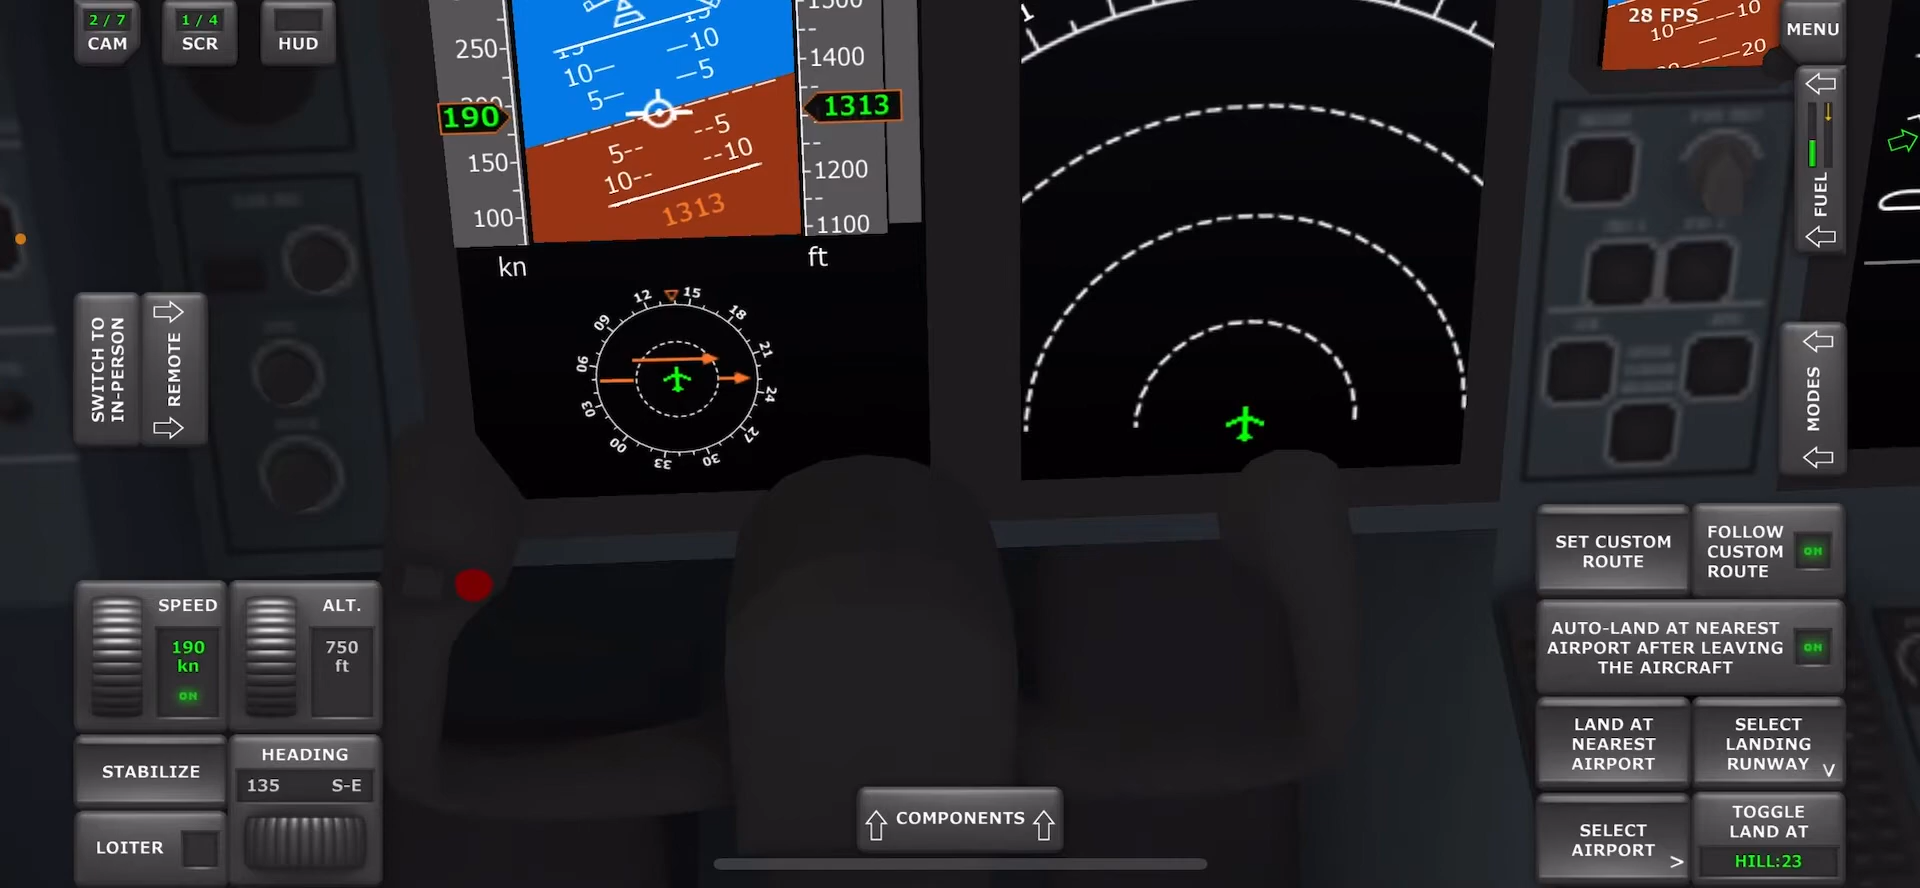 2 / 7
CAM
1 / 4
SCR
HUD
28 FPS
MENU
10
10
20
250
190
150
100
kn
15
10
5
10
5
5
10
5
10
1313
1300
1400
1313
1200
1100
ft
12
15
18
21
24
27
30
33
00
03
06
09
FUEL
SWITCH TO
IN-PERSON
REMOTE
MODES
SPEED
190
kn
ON
ALT.
750
ft
STABILIZE
HEADING
135 S-E
LOITER
COMPONENTS
SET CUSTOM
ROUTE
FOLLOW
CUSTOM
ROUTE
ON
AUTO-LAND AT NEAREST
AIRPORT AFTER LEAVING
THE AIRCRAFT
ON
LAND AT
NEAREST
AIRPORT
SELECT
LANDING
RUNWAY
SELECT
AIRPORT
TOGGLE
LAND AT
HILL:23